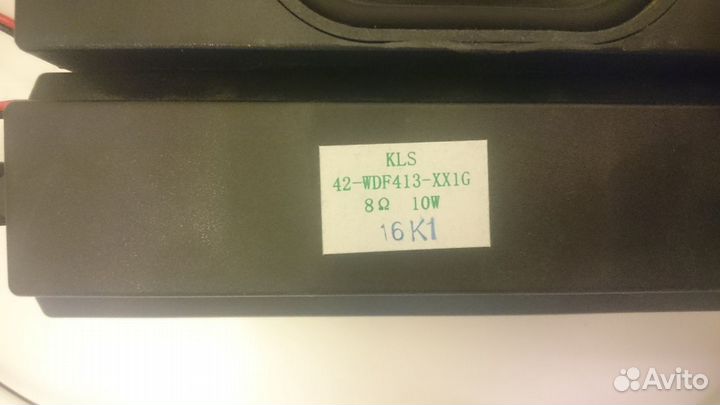 KLS
42-WDF413-XX1G
8Ω 10W
16K1
Avito